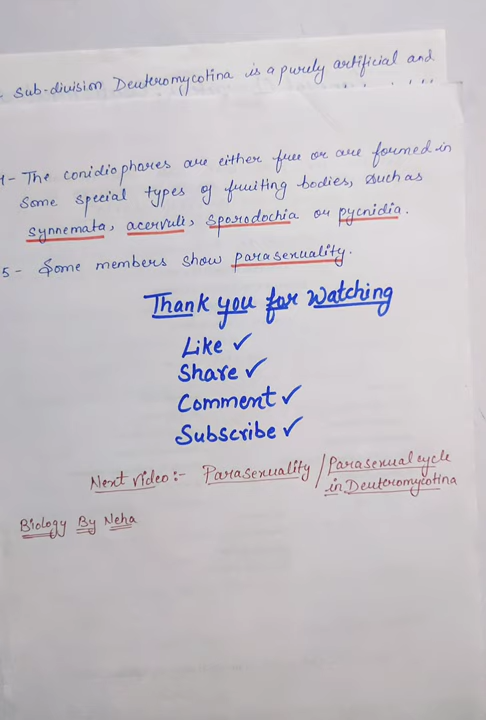 Sub-division Deuteromycotina is a purely artificial and
4- The conidiophores are either free or are formed in
some special types of fruiting bodies, such as
synnemata, acervuli, sporodochia or pycnidia.
5- Some members show parasexuality.
Thank you for Watching
Like ✓
Share ✓
Comment ✓
Subscribe ✓
Next video:- Parasexuality / Parasexual cycle
in Deuteromycotina
Biology By Neha